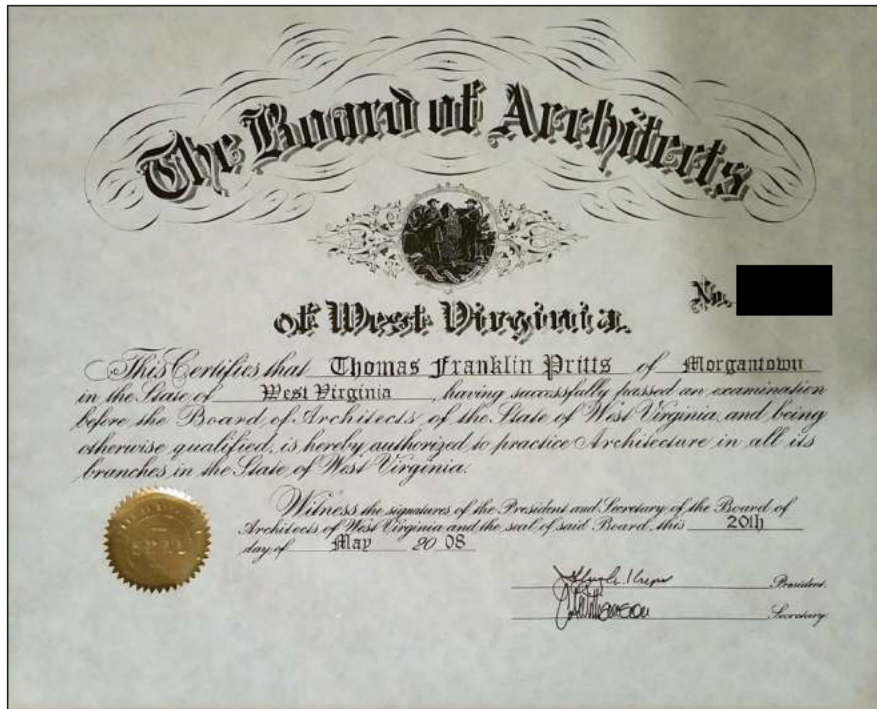 The Board of Architects
of West Virginia.
No.
This Certifies that Thomas Franklin Pritts of Morgantown
in the State of West Virginia, having successfully passed an examination
before the Board of Architects of the State of West Virginia and being
otherwise qualified, is hereby authorized to practice Architecture in all its
branches in the State of West Virginia.
Witness the signatures of the President and Secretary of the Board of
Architects of West Virginia and the seal of said Board, this 20th
day of May 20 08
President.
SEAL
Secretary.